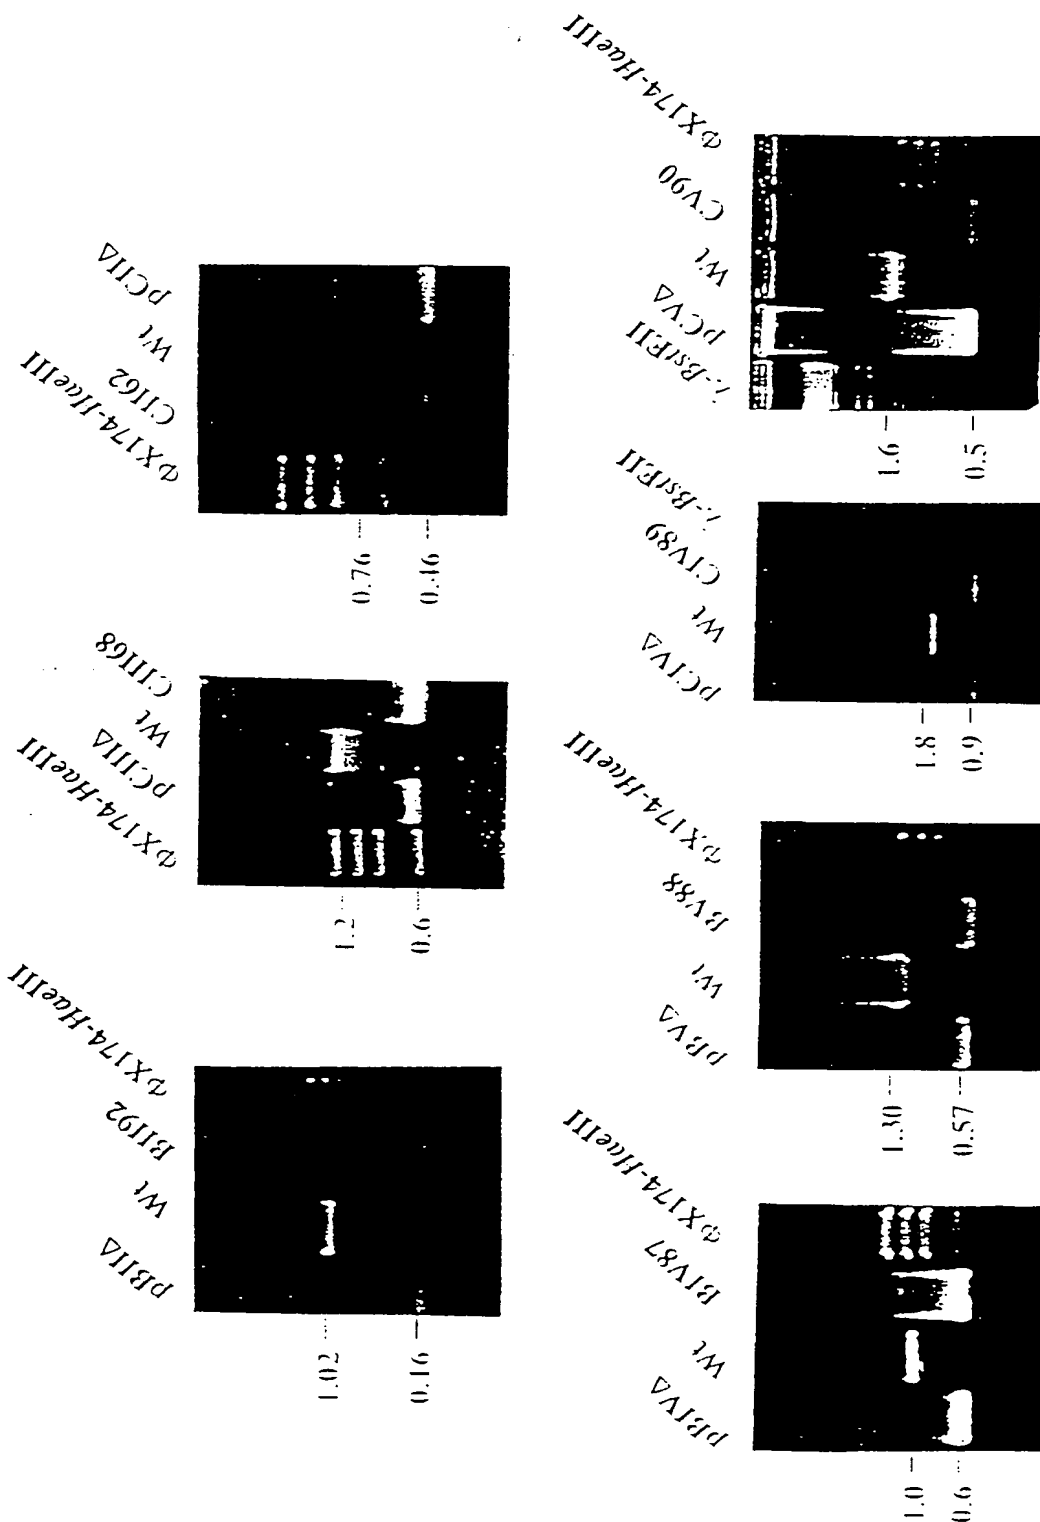 pBIIΔ
Wt
BII92
ΦX174-HaeIII
1.02
0.16
ΦX174-HaeIII
pCIIIΔ
Wt
CIII68
1.2
0.6
ΦX174-HaeIII
CII62
Wt
pCIIΔ
0.76
0.46
pBIVΔ
Wt
BIV87
ΦX174-HaeIII
1.0
0.6
pBVΔ
Wt
BV88
ΦX174-HaeIII
1.30
0.57
pCIVΔ
Wt
CIV89
λ-BstEII
1.8
0.9
λ-BstEII
pCVΔ
Wt
CV90
ΦX174-HaeIII
1.6
0.5